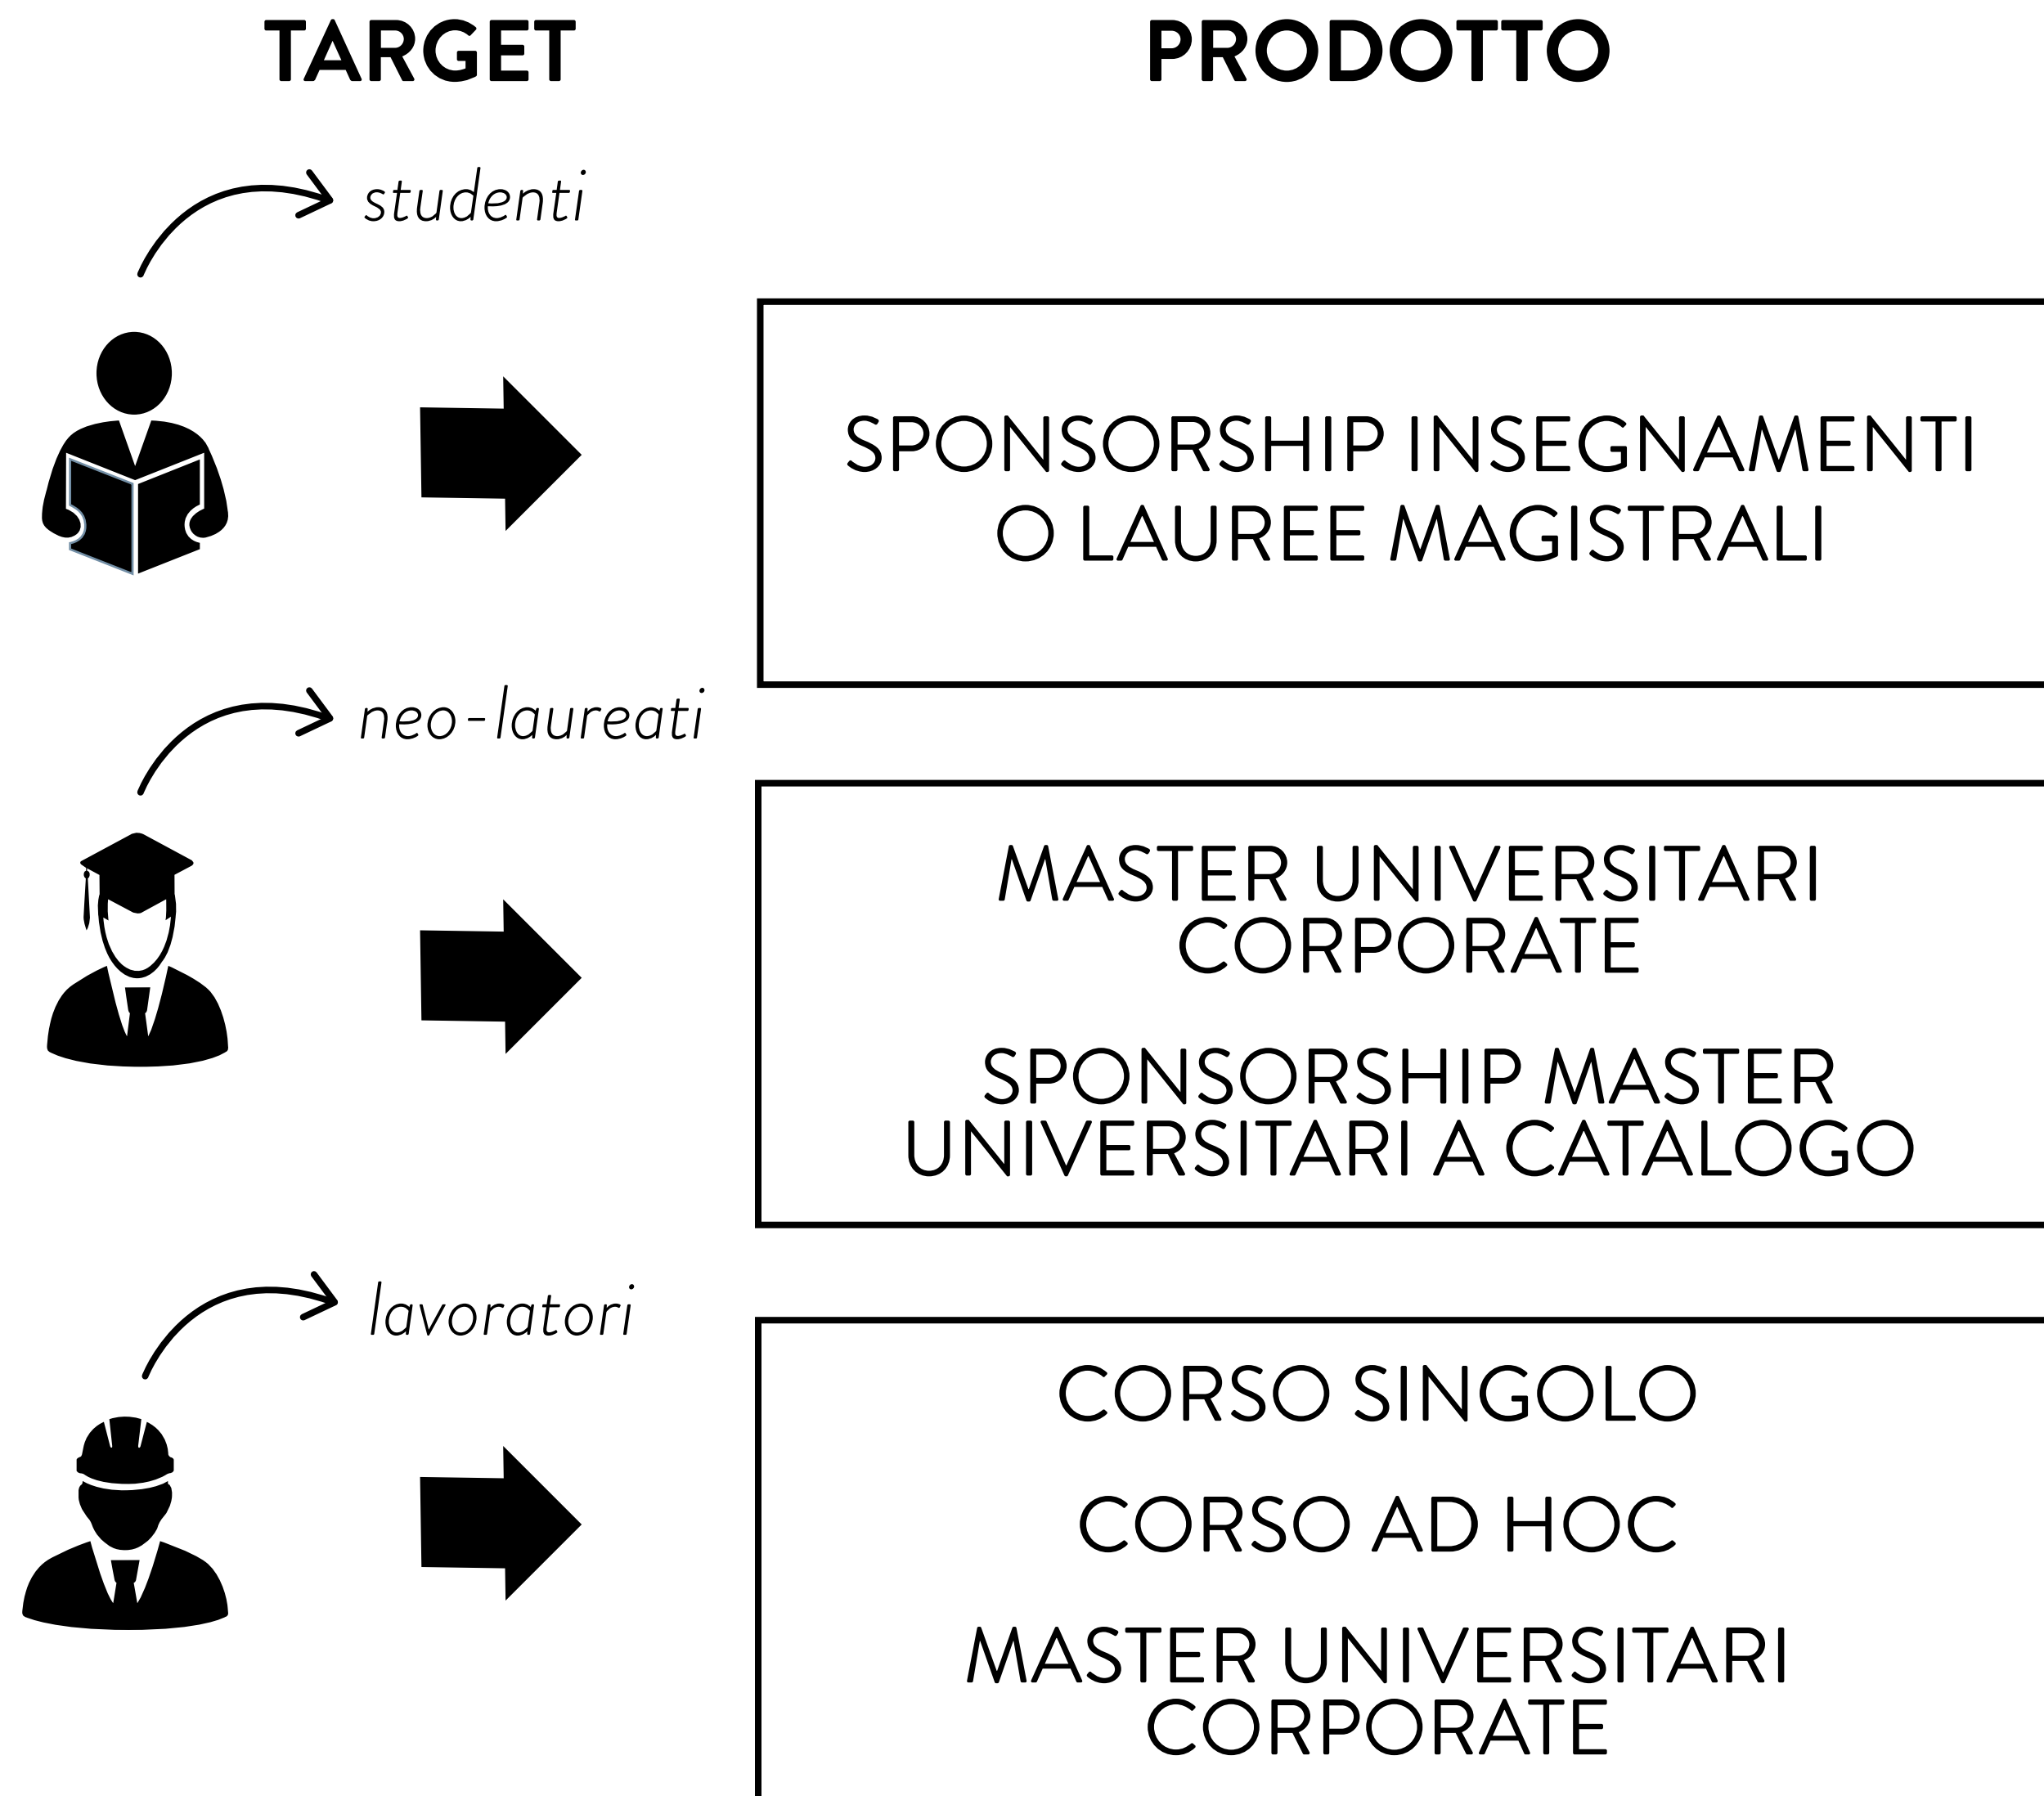 TARGET
PRODOTTO
studenti
SPONSORSHIP INSEGNAMENTI
O LAUREE MAGISTRALI
neo-laureati
MASTER UNIVERSITARI
CORPORATE
SPONSORSHIP MASTER
UNIVERSITARI A CATALOGO
lavoratori
CORSO SINGOLO
CORSO AD HOC
MASTER UNIVERSITARI
CORPORATE